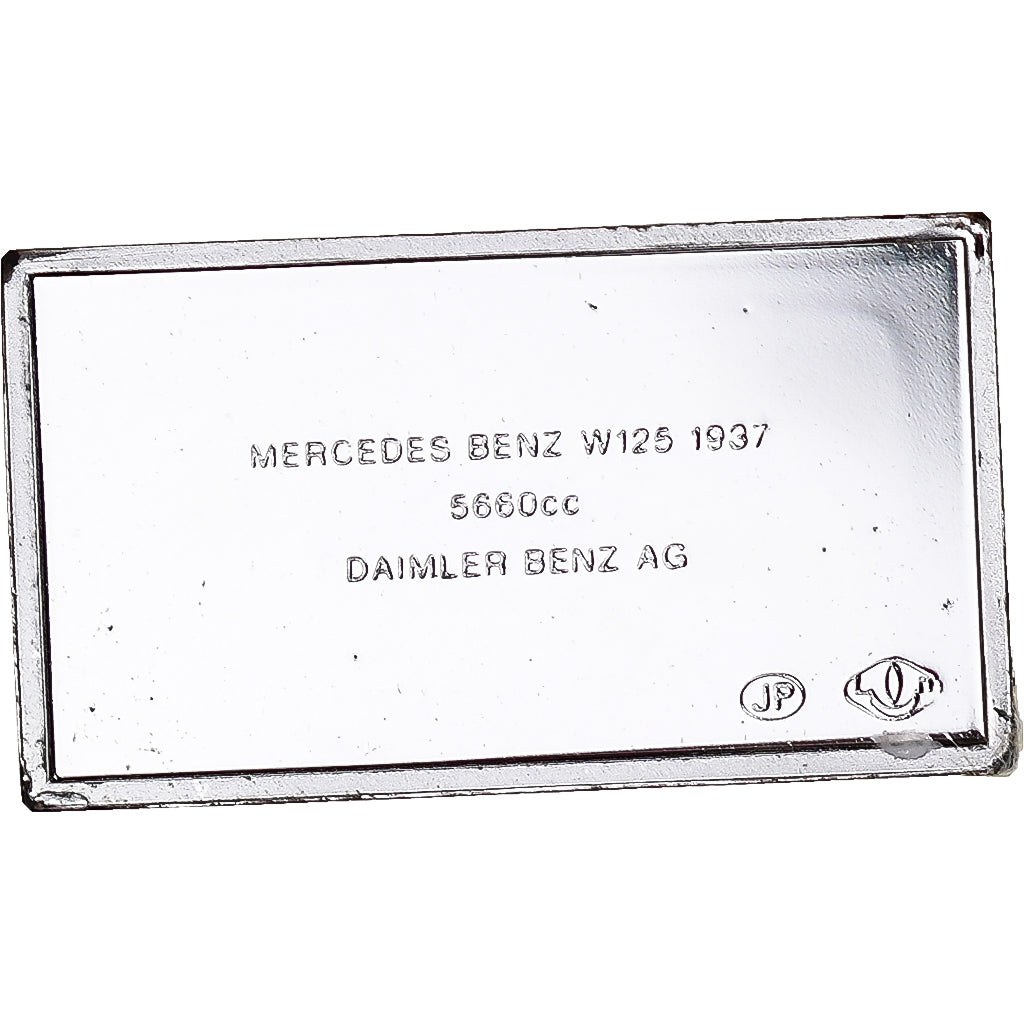 MERCEDES BENZ W125 1937
5660cc
DAIMLER BENZ AG
JP